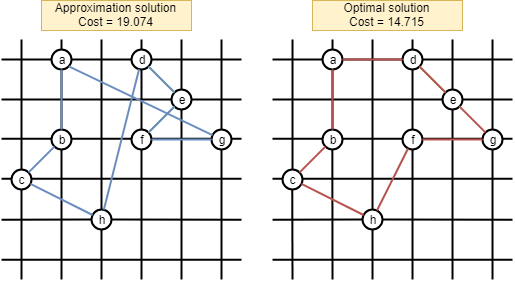 Approximation solution
Cost = 19.074
Optimal solution
Cost = 14.715
a
d
e
b
f
g
c
h
a
d
e
b
f
g
c
h